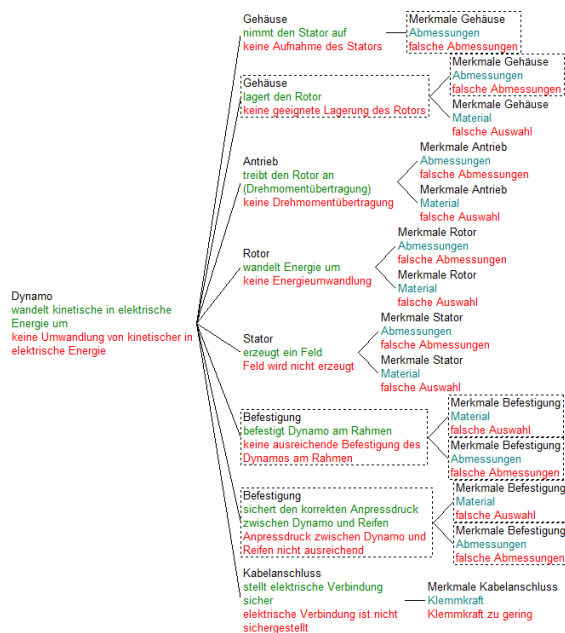 Dynamo
wandelt kinetische in elektrische
Energie um
keine Umwandlung von kinetischer in
elektrische Energie
Gehäuse
nimmt den Stator auf
keine Aufnahme des Stators
Merkmale Gehäuse
Abmessungen
falsche Abmessungen
Gehäuse
lagert den Rotor
keine geeignete Lagerung des Rotors
Merkmale Gehäuse
Abmessungen
falsche Abmessungen
Merkmale Gehäuse
Material
falsche Auswahl
Antrieb
treibt den Rotor an
(Drehmomentübertragung)
keine Drehmomentübertragung
Merkmale Antrieb
Abmessungen
falsche Abmessungen
Merkmale Antrieb
Material
falsche Auswahl
Rotor
wandelt Energie um
keine Energieumwandlung
Merkmale Rotor
Abmessungen
falsche Abmessungen
Merkmale Rotor
Material
falsche Auswahl
Stator
erzeugt ein Feld
Feld wird nicht erzeugt
Merkmale Stator
Abmessungen
falsche Abmessungen
Merkmale Stator
Material
falsche Auswahl
Befestigung
befestigt Dynamo am Rahmen
keine ausreichende Befestigung des
Dynamos am Rahmen
Merkmale Befestigung
Material
falsche Auswahl
Merkmale Befestigung
Abmessungen
falsche Abmessungen
Befestigung
sichert den korrekten Anpressdruck
zwischen Dynamo und Reifen
Anpressdruck zwischen Dynamo und
Reifen nicht ausreichend
Merkmale Befestigung
Material
falsche Auswahl
Merkmale Befestigung
Abmessungen
falsche Abmessungen
Kabelanschluss
stellt elektrische Verbindung
sicher
elektrische Verbindung ist nicht
sichergestellt
Merkmale Kabelanschluss
Klemmkraft
Klemmkraft zu gering